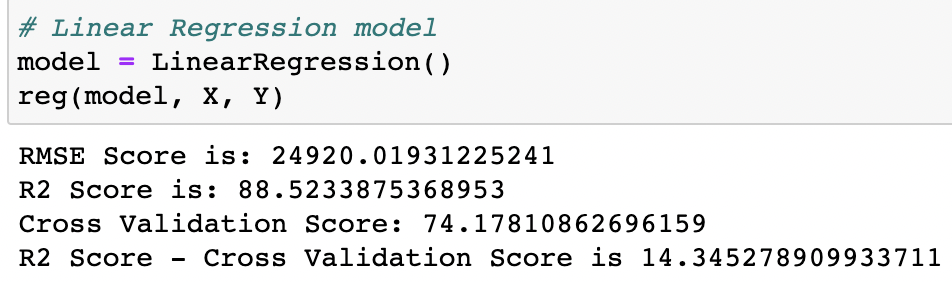 # Linear Regression model
model = LinearRegression()
reg(model, X, Y)
RMSE Score is: 24920.01931225241
R2 Score is: 88.5233875368953
Cross Validation Score: 74.17810862696159
R2 Score - Cross Validation Score is 14.345278909933711